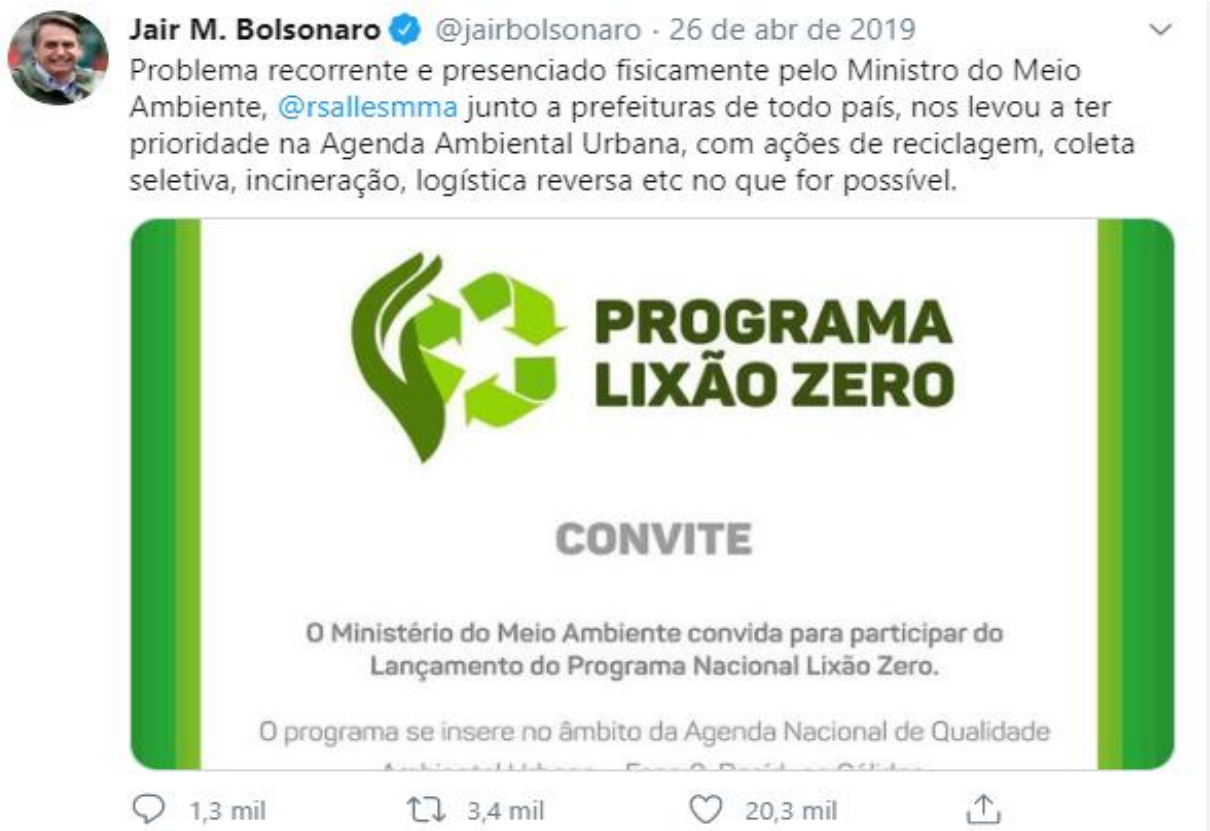 Jair M. Bolsonaro @jairbolsonaro · 26 de abr de 2019
Problema recorrente e presenciado fisicamente pelo Ministro do Meio
Ambiente, @rsallesmma junto a prefeituras de todo país, nos levou a ter
prioridade na Agenda Ambiental Urbana, com ações de reciclagem, coleta
seletiva, incineração, logística reversa etc no que for possível.
PROGRAMA
LIXÃO ZERO
CONVITE
O Ministério do Meio Ambiente convida para participar do
Lançamento do Programa Nacional Lixão Zero.
O programa se insere no âmbito da Agenda Nacional de Qualidade
1,3 mil 3,4 mil 20,3 mil